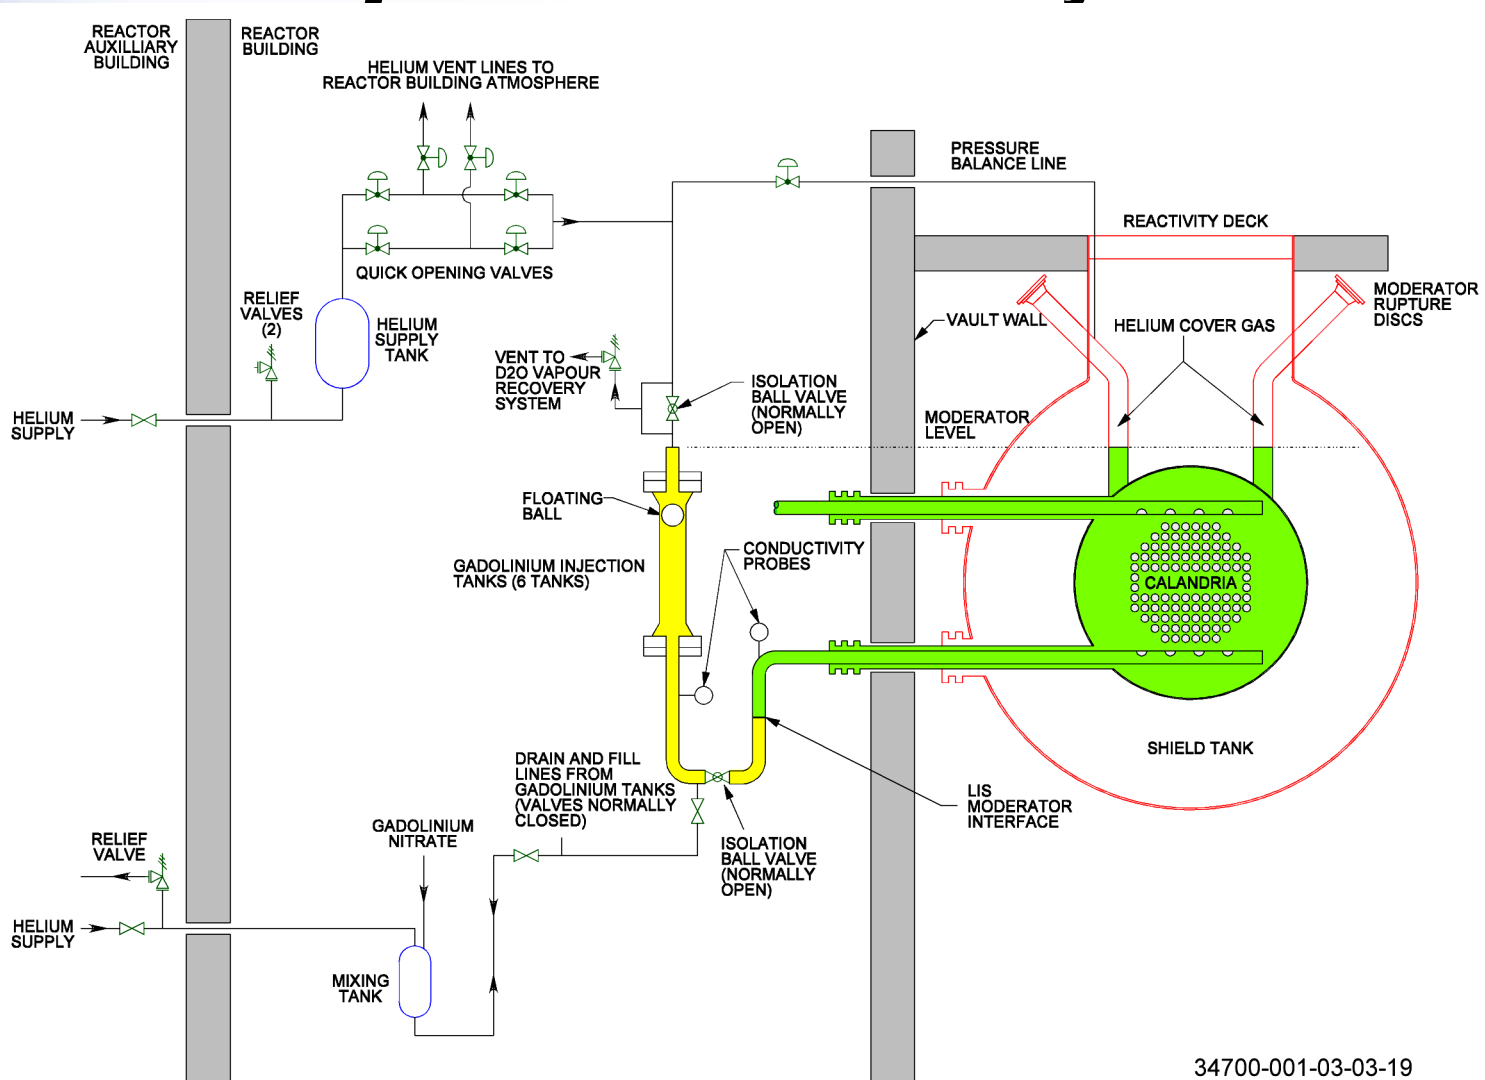 REACTOR
AUXILLIARY
BUILDING
REACTOR
BUILDING
HELIUM VENT LINES TO
REACTOR BUILDING ATMOSPHERE
PRESSURE
BALANCE LINE
REACTIVITY DECK
QUICK OPENING VALVES
RELIEF
VALVES
(2)
HELIUM
SUPPLY
TANK
MODERATOR
RUPTURE
DISCS
VAULT WALL
HELIUM COVER GAS
VENT TO
D2O VAPOUR
RECOVERY
SYSTEM
ISOLATION
BALL VALVE
(NORMALLY
OPEN)
HELIUM
SUPPLY
MODERATOR
LEVEL
FLOATING
BALL
GADOLINIUM INJECTION
TANKS (6 TANKS)
CONDUCTIVITY
PROBES
CALANDRIA
SHIELD TANK
DRAIN AND FILL
LINES FROM
GADOLINIUM TANKS
(VALVES NORMALLY
CLOSED)
LIS
MODERATOR
INTERFACE
GADOLINIUM
NITRATE
RELIEF
VALVE
ISOLATION
BALL VALVE
(NORMALLY
OPEN)
HELIUM
SUPPLY
MIXING
TANK
34700-001-03-03-19